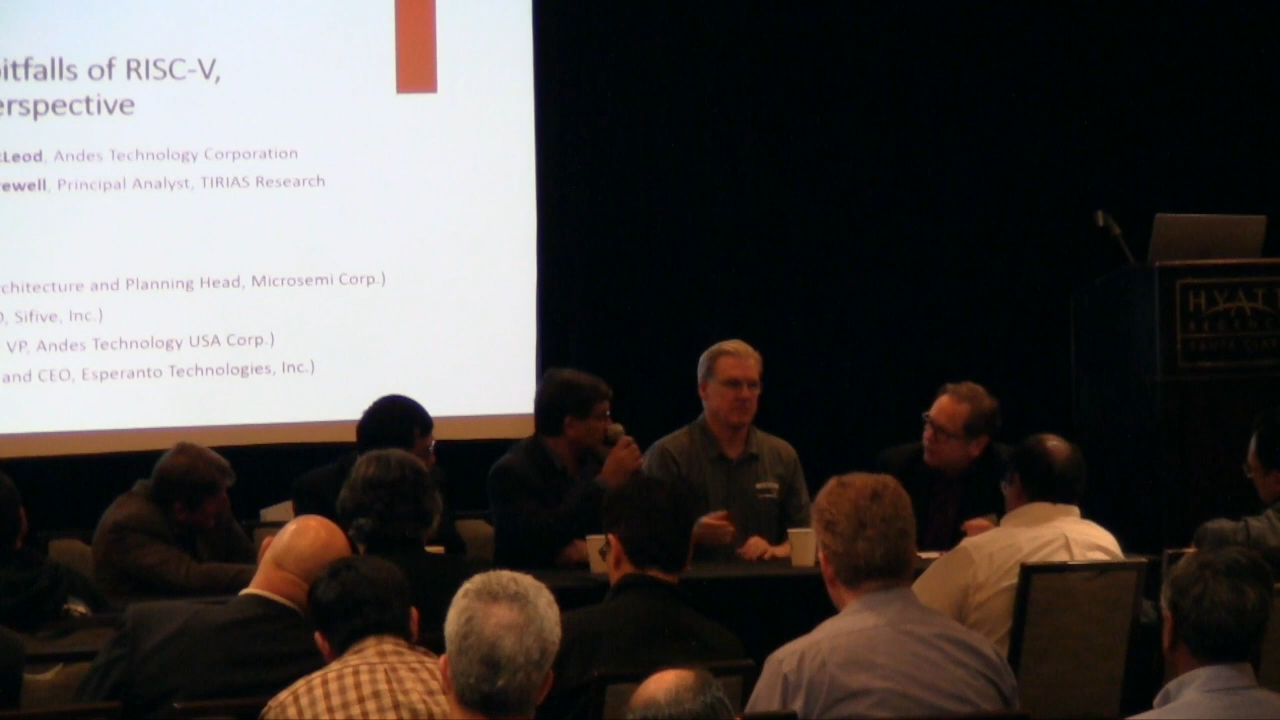 itfalls of RISC-V,
erspective
Leod, Andes Technology Corporation
ewell, Principal Analyst, TIRIAS Research
chitecture and Planning Head, Microsemi Corp.)
, Sifive, Inc.)
VP, Andes Technology USA Corp.)
and CEO, Esperanto Technologies, Inc.)
HYATT